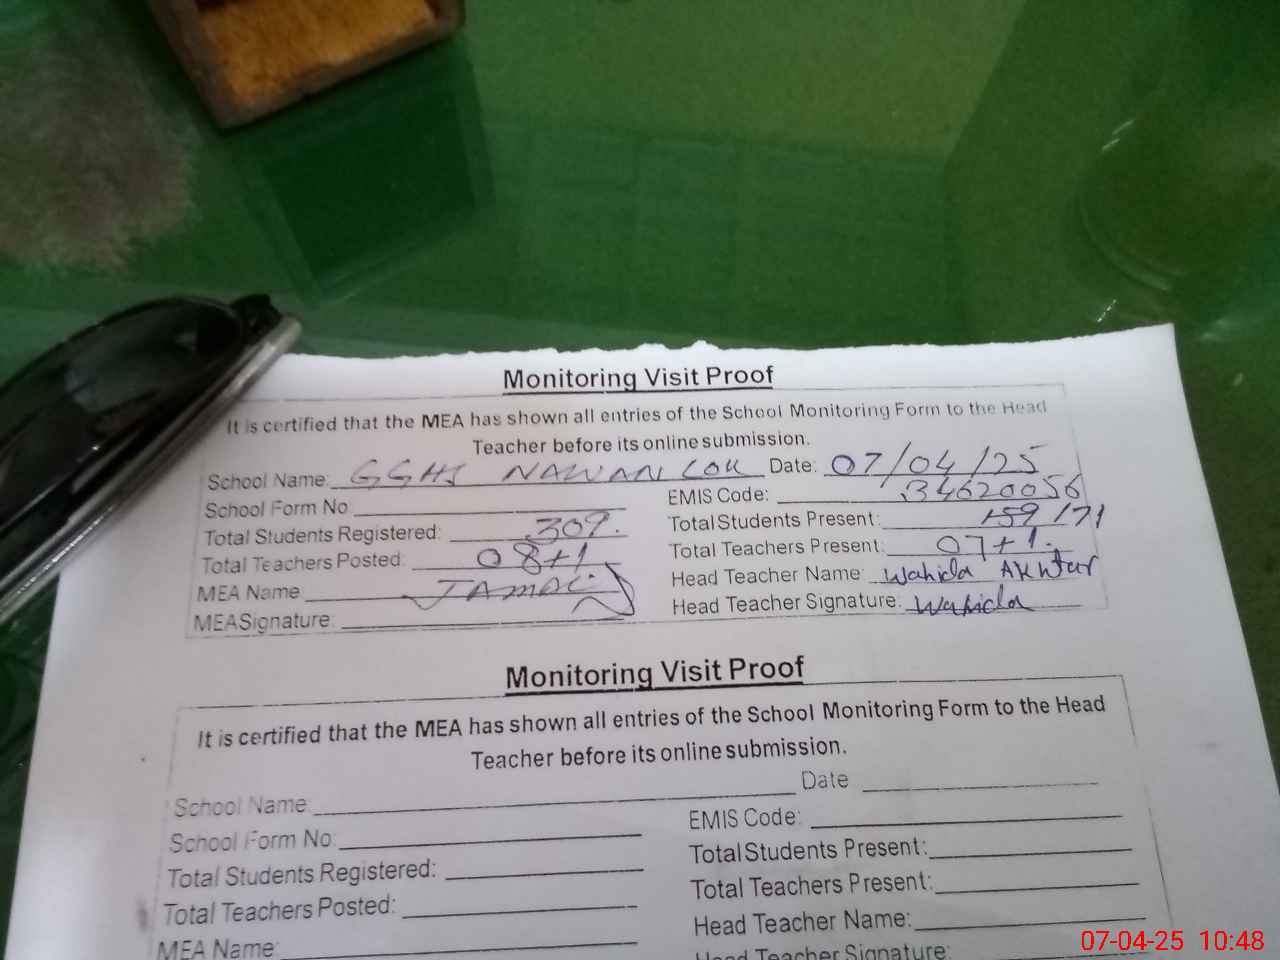 Monitoring Visit Proof
It is certified that the MEA has shown all entries of the School Monitoring Form to the Head
Teacher before its online submission.
School Name: GGHS NAWAN LOK Date: 07/04/25
School Form No: EMIS Code: 34620056
Total Students Registered: 309. Total Students Present: 159/171
Total Teachers Posted: 08+1 Total Teachers Present: 07+1.
MEA Name JAMAL Head Teacher Name: Wahida Akhtar
MEA Signature: Head Teacher Signature: Wahida
Monitoring Visit Proof
It is certified that the MEA has shown all entries of the School Monitoring Form to the Head
Teacher before its online submission.
School Name: Date
School Form No: EMIS Code:
Total Students Registered: Total Students Present:
Total Teachers Posted: Total Teachers Present:
MEA Name: Head Teacher Name:
Head Teacher Signature:
07-04-25 10:48